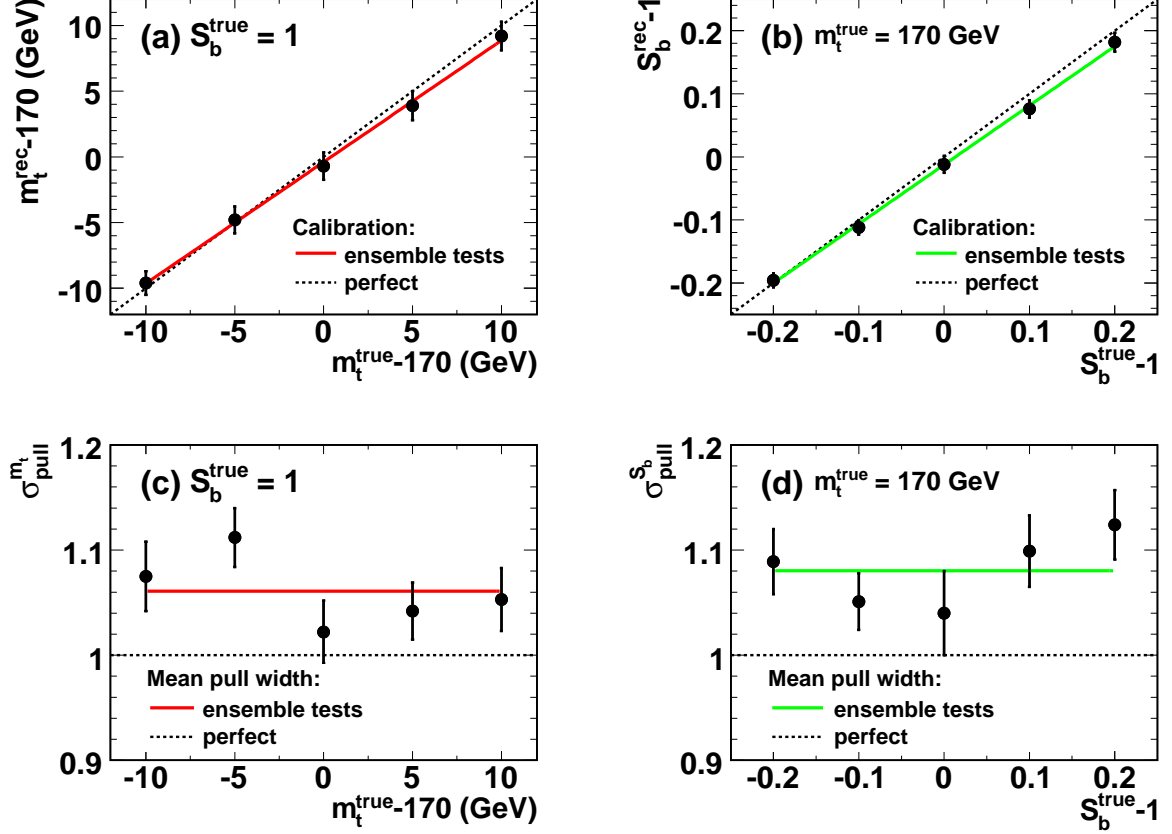 (a) S_b^true = 1
m_t^rec-170 (GeV)
10
5
0
-5
-10
Calibration:
ensemble tests
perfect
-10 -5 0 5 10
m_t^true-170 (GeV)
(b) m_t^true = 170 GeV
S_b^rec-1
0.2
0.1
0
-0.1
-0.2
Calibration:
ensemble tests
perfect
-0.2 -0.1 0 0.1 0.2
S_b^true-1
(c) S_b^true = 1
σ_pull^m_t
1.2
1.1
1
0.9
Mean pull width:
ensemble tests
perfect
-10 -5 0 5 10
m_t^true-170 (GeV)
(d) m_t^true = 170 GeV
σ_pull^S_b
1.2
1.1
1
0.9
Mean pull width:
ensemble tests
perfect
-0.2 -0.1 0 0.1 0.2
S_b^true-1